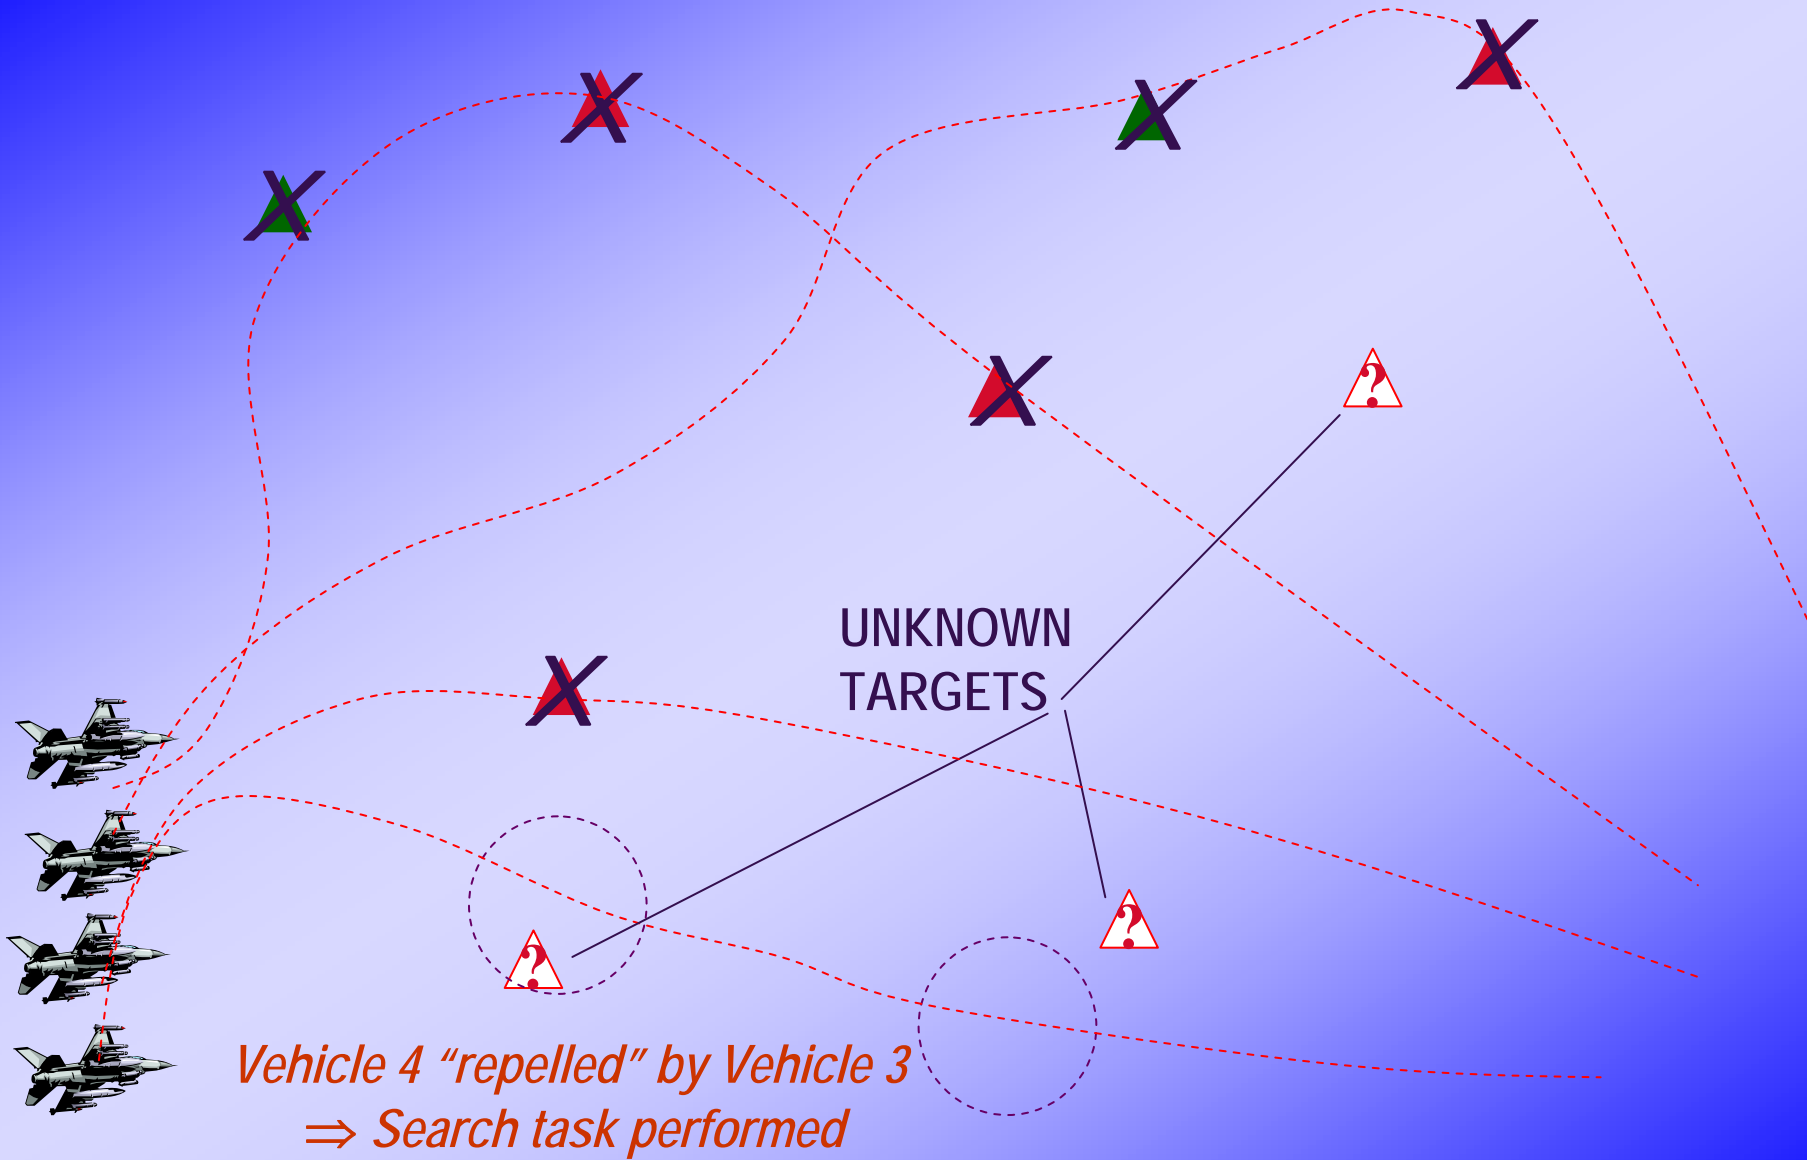 ?
UNKNOWN
TARGETS
?
?
Vehicle 4 “repelled” by Vehicle 3
⇒ Search task performed